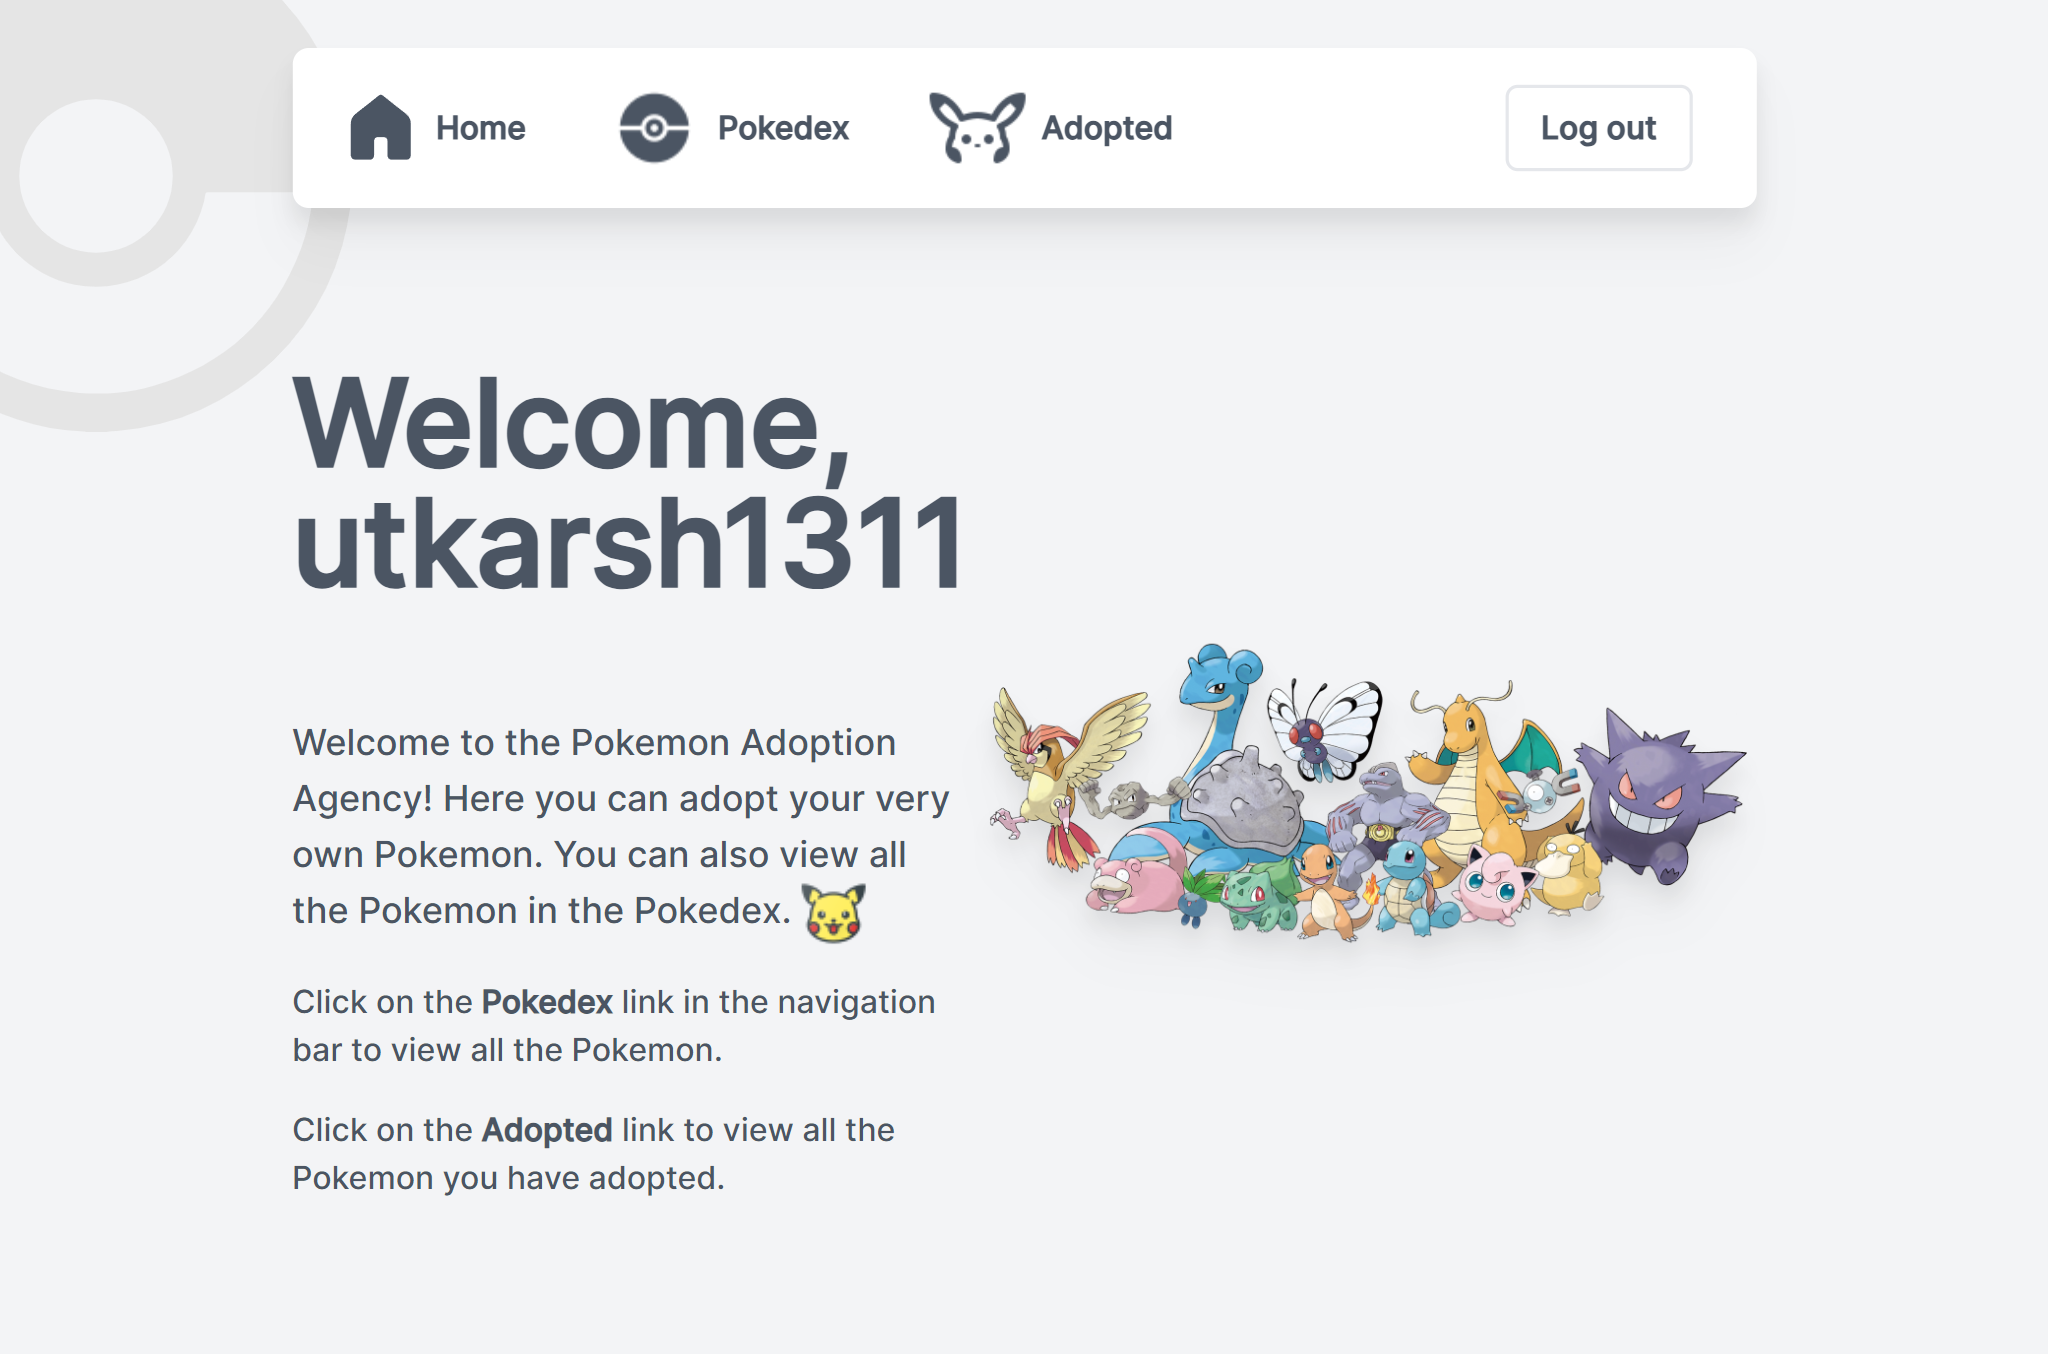 Home
Pokedex
Adopted
Log out
Welcome,
utkarsh1311
Welcome to the Pokemon Adoption
Agency! Here you can adopt your very
own Pokemon. You can also view all
the Pokemon in the Pokedex.
Click on the Pokedex link in the navigation
bar to view all the Pokemon.
Click on the Adopted link to view all the
Pokemon you have adopted.